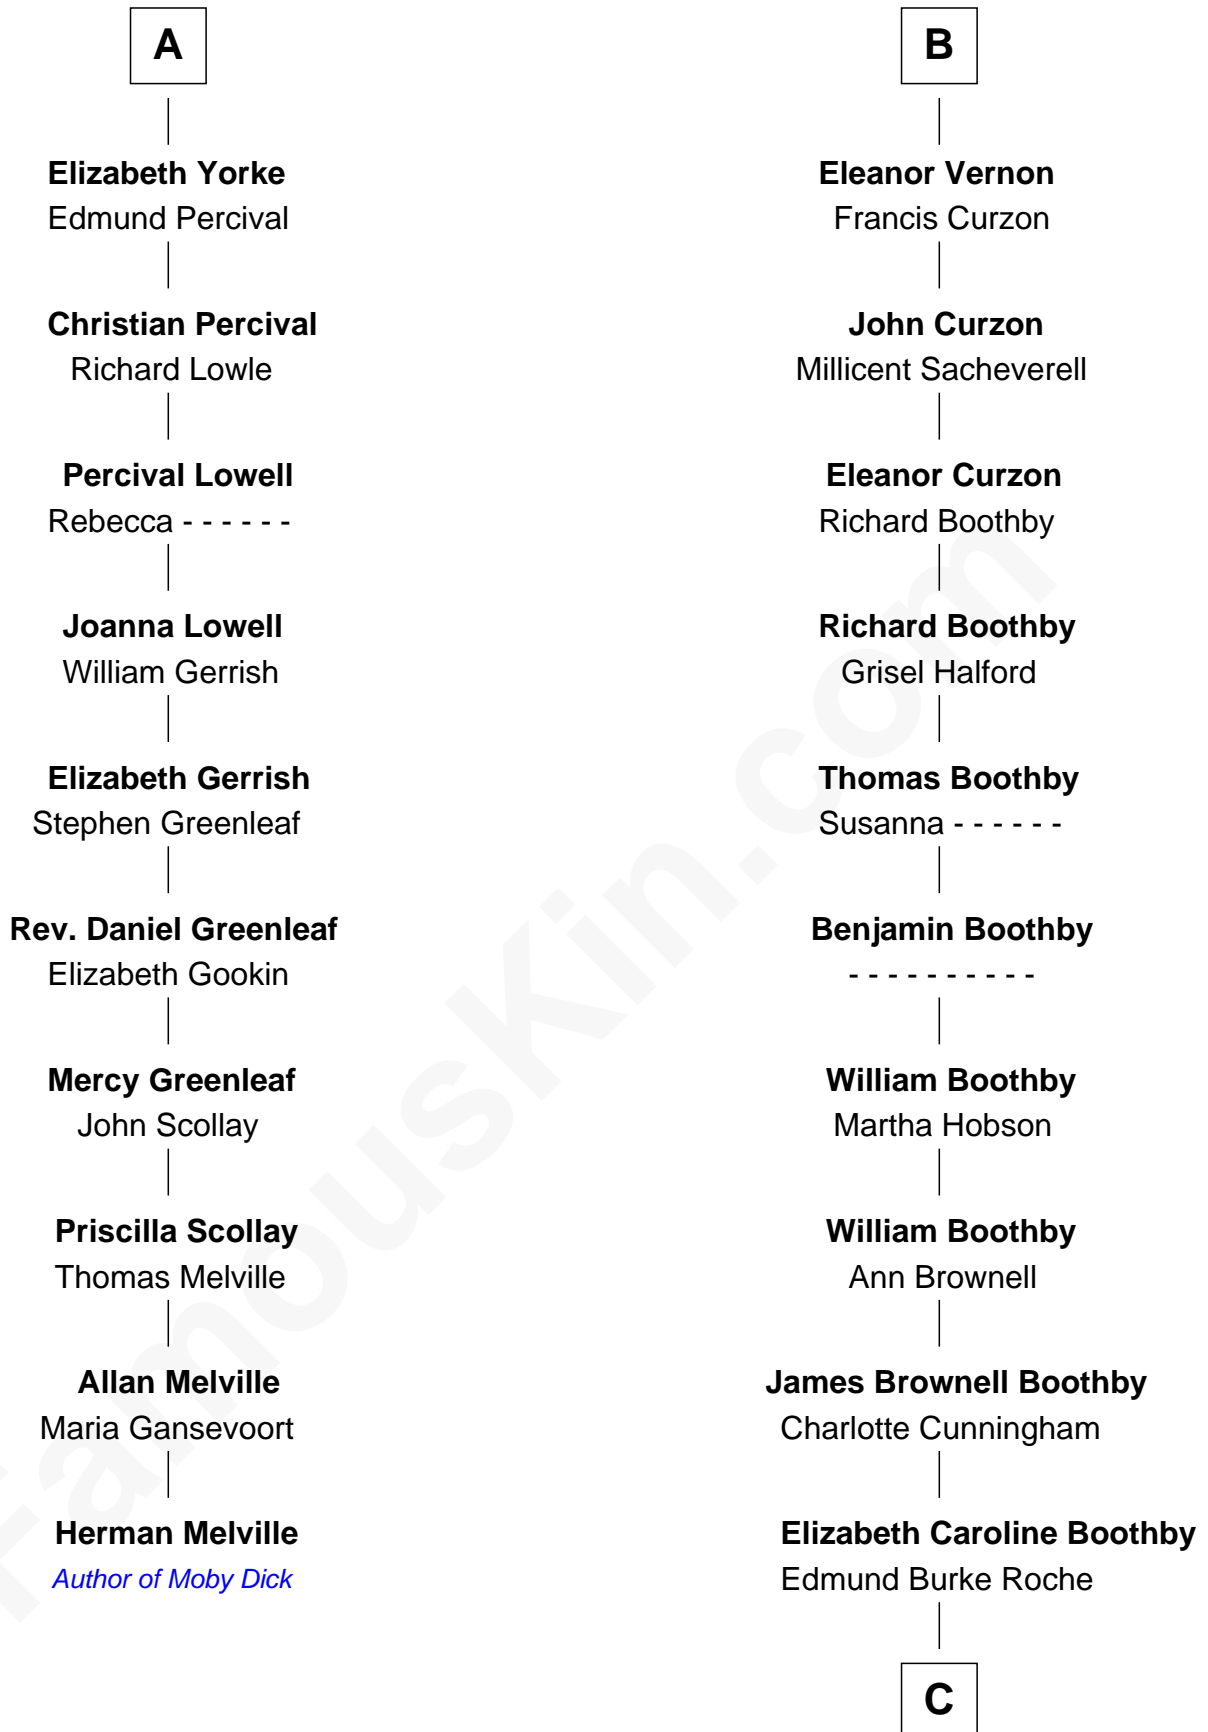 A
Elizabeth Yorke
Edmund Percival
Christian Percival
Richard Lowle
Percival Lowell
Rebecca - - - - - -
Joanna Lowell
William Gerrish
Elizabeth Gerrish
Stephen Greenleaf
Rev. Daniel Greenleaf
Elizabeth Gookin
Mercy Greenleaf
John Scollay
Priscilla Scollay
Thomas Melville
Allan Melville
Maria Gansevoort
Herman Melville
Author of Moby Dick
B
Eleanor Vernon
Francis Curzon
John Curzon
Millicent Sacheverell
Eleanor Curzon
Richard Boothby
Richard Boothby
Grisel Halford
Thomas Boothby
Susanna - - - - - -
Benjamin Boothby
- - - - - - - - - -
William Boothby
Martha Hobson
William Boothby
Ann Brownell
James Brownell Boothby
Charlotte Cunningham
Elizabeth Caroline Boothby
Edmund Burke Roche
C
FamousKin.com